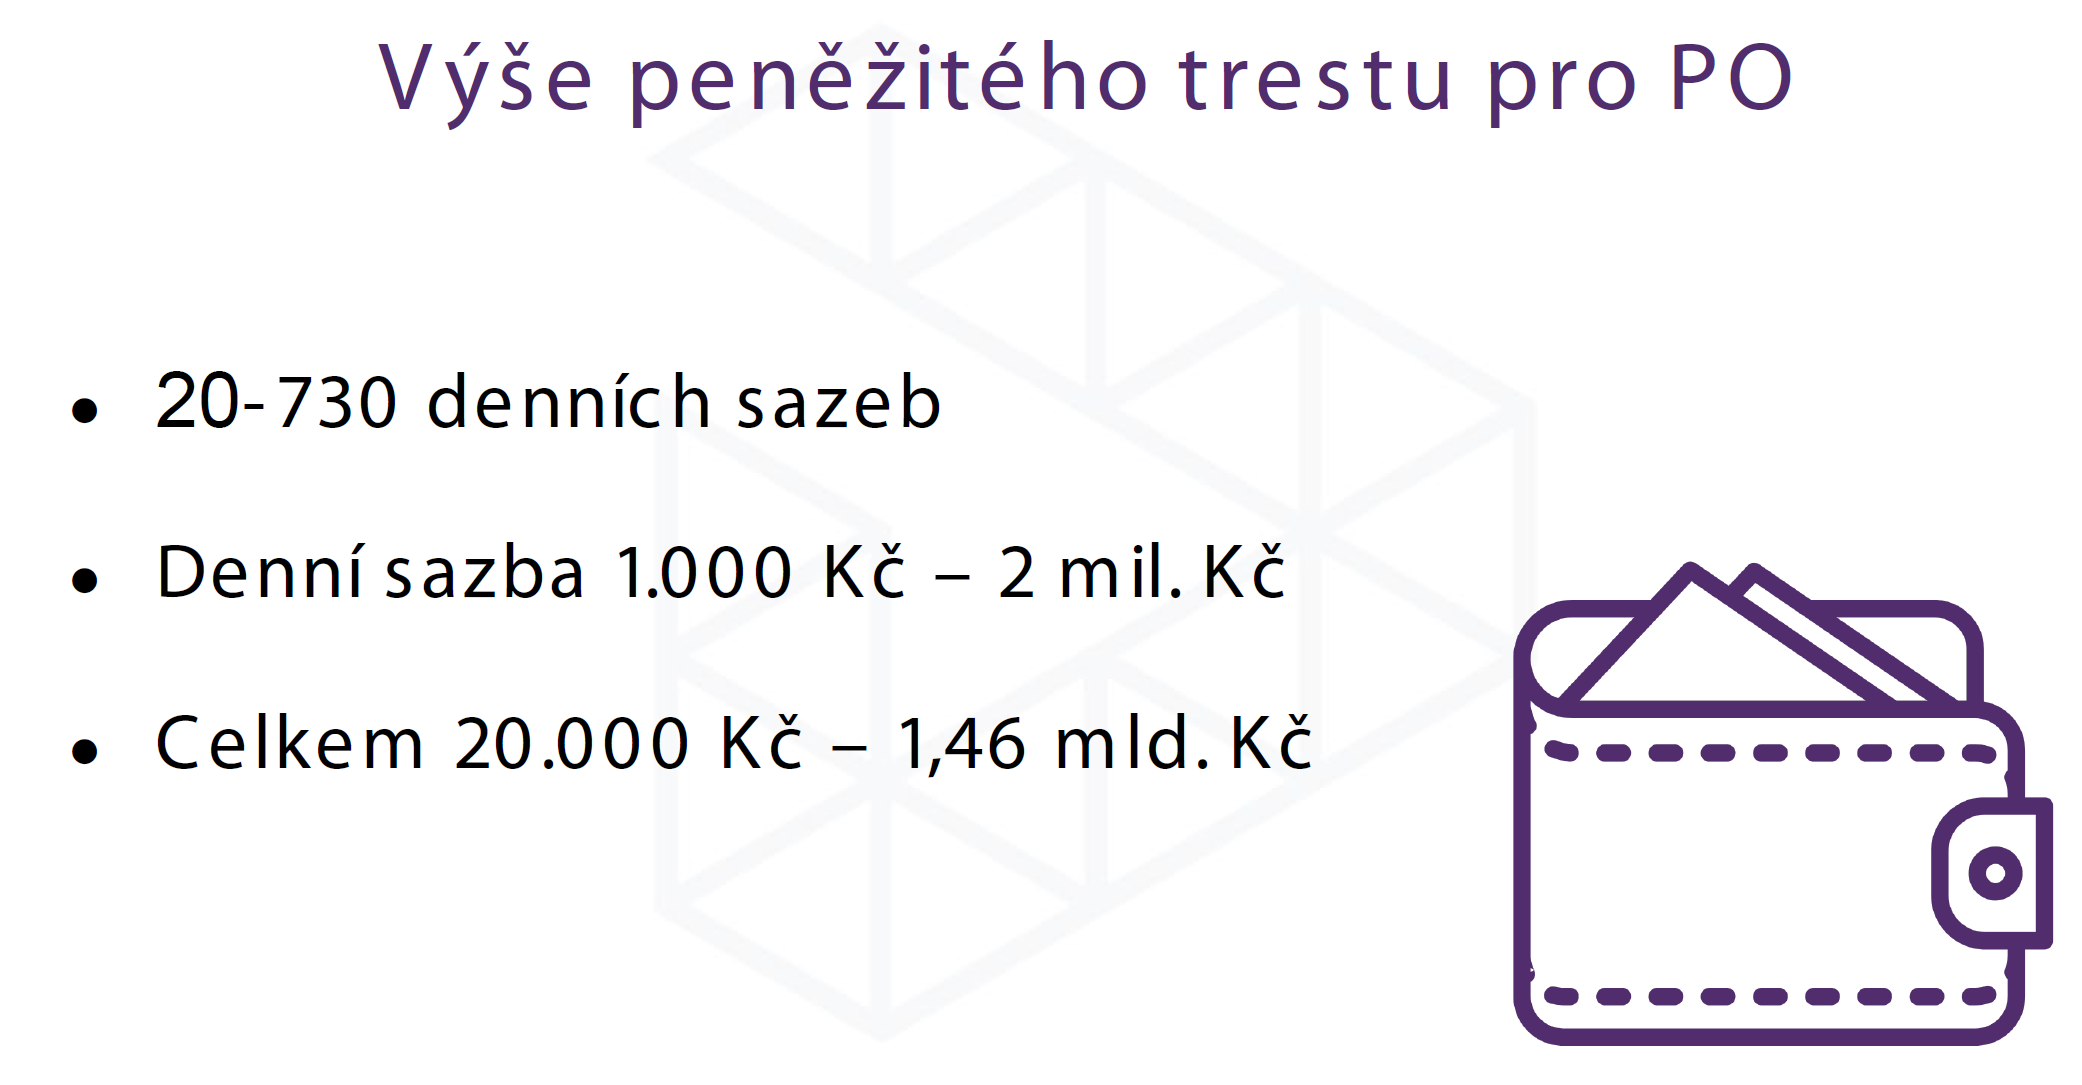 Výše peněžitého trestu pro PO
● 20-730 denních sazeb
● Denní sazba 1.000 Kč – 2 mil. Kč
● Celkem 20.000 Kč – 1,46 mld. Kč